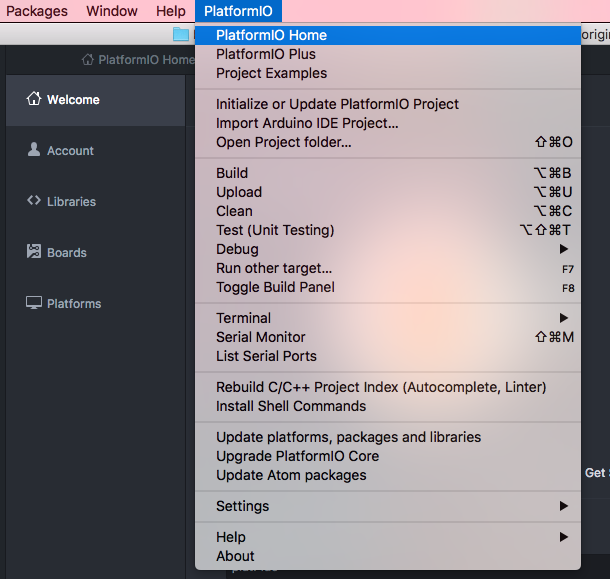 Packages Window Help PlatformIO
origin
PlatformIO Home
Welcome
Account
Libraries
Boards
Platforms
PlatformIO Home
PlatformIO Plus
Project Examples
Initialize or Update PlatformIO Project
Import Arduino IDE Project...
Open Project folder... ⇧⌘O
Build ⌥⌘B
Upload ⌥⌘U
Clean ⌥⌘C
Test (Unit Testing) ⌥⇧⌘T
Debug ▶
Run other target... F7
Toggle Build Panel F8
Terminal ▶
Serial Monitor ⇧⌘M
List Serial Ports
Rebuild C/C++ Project Index (Autocomplete, Linter)
Install Shell Commands
Update platforms, packages and libraries
Upgrade PlatformIO Core
Update Atom packages
Settings ▶
Help ▶
About
Get